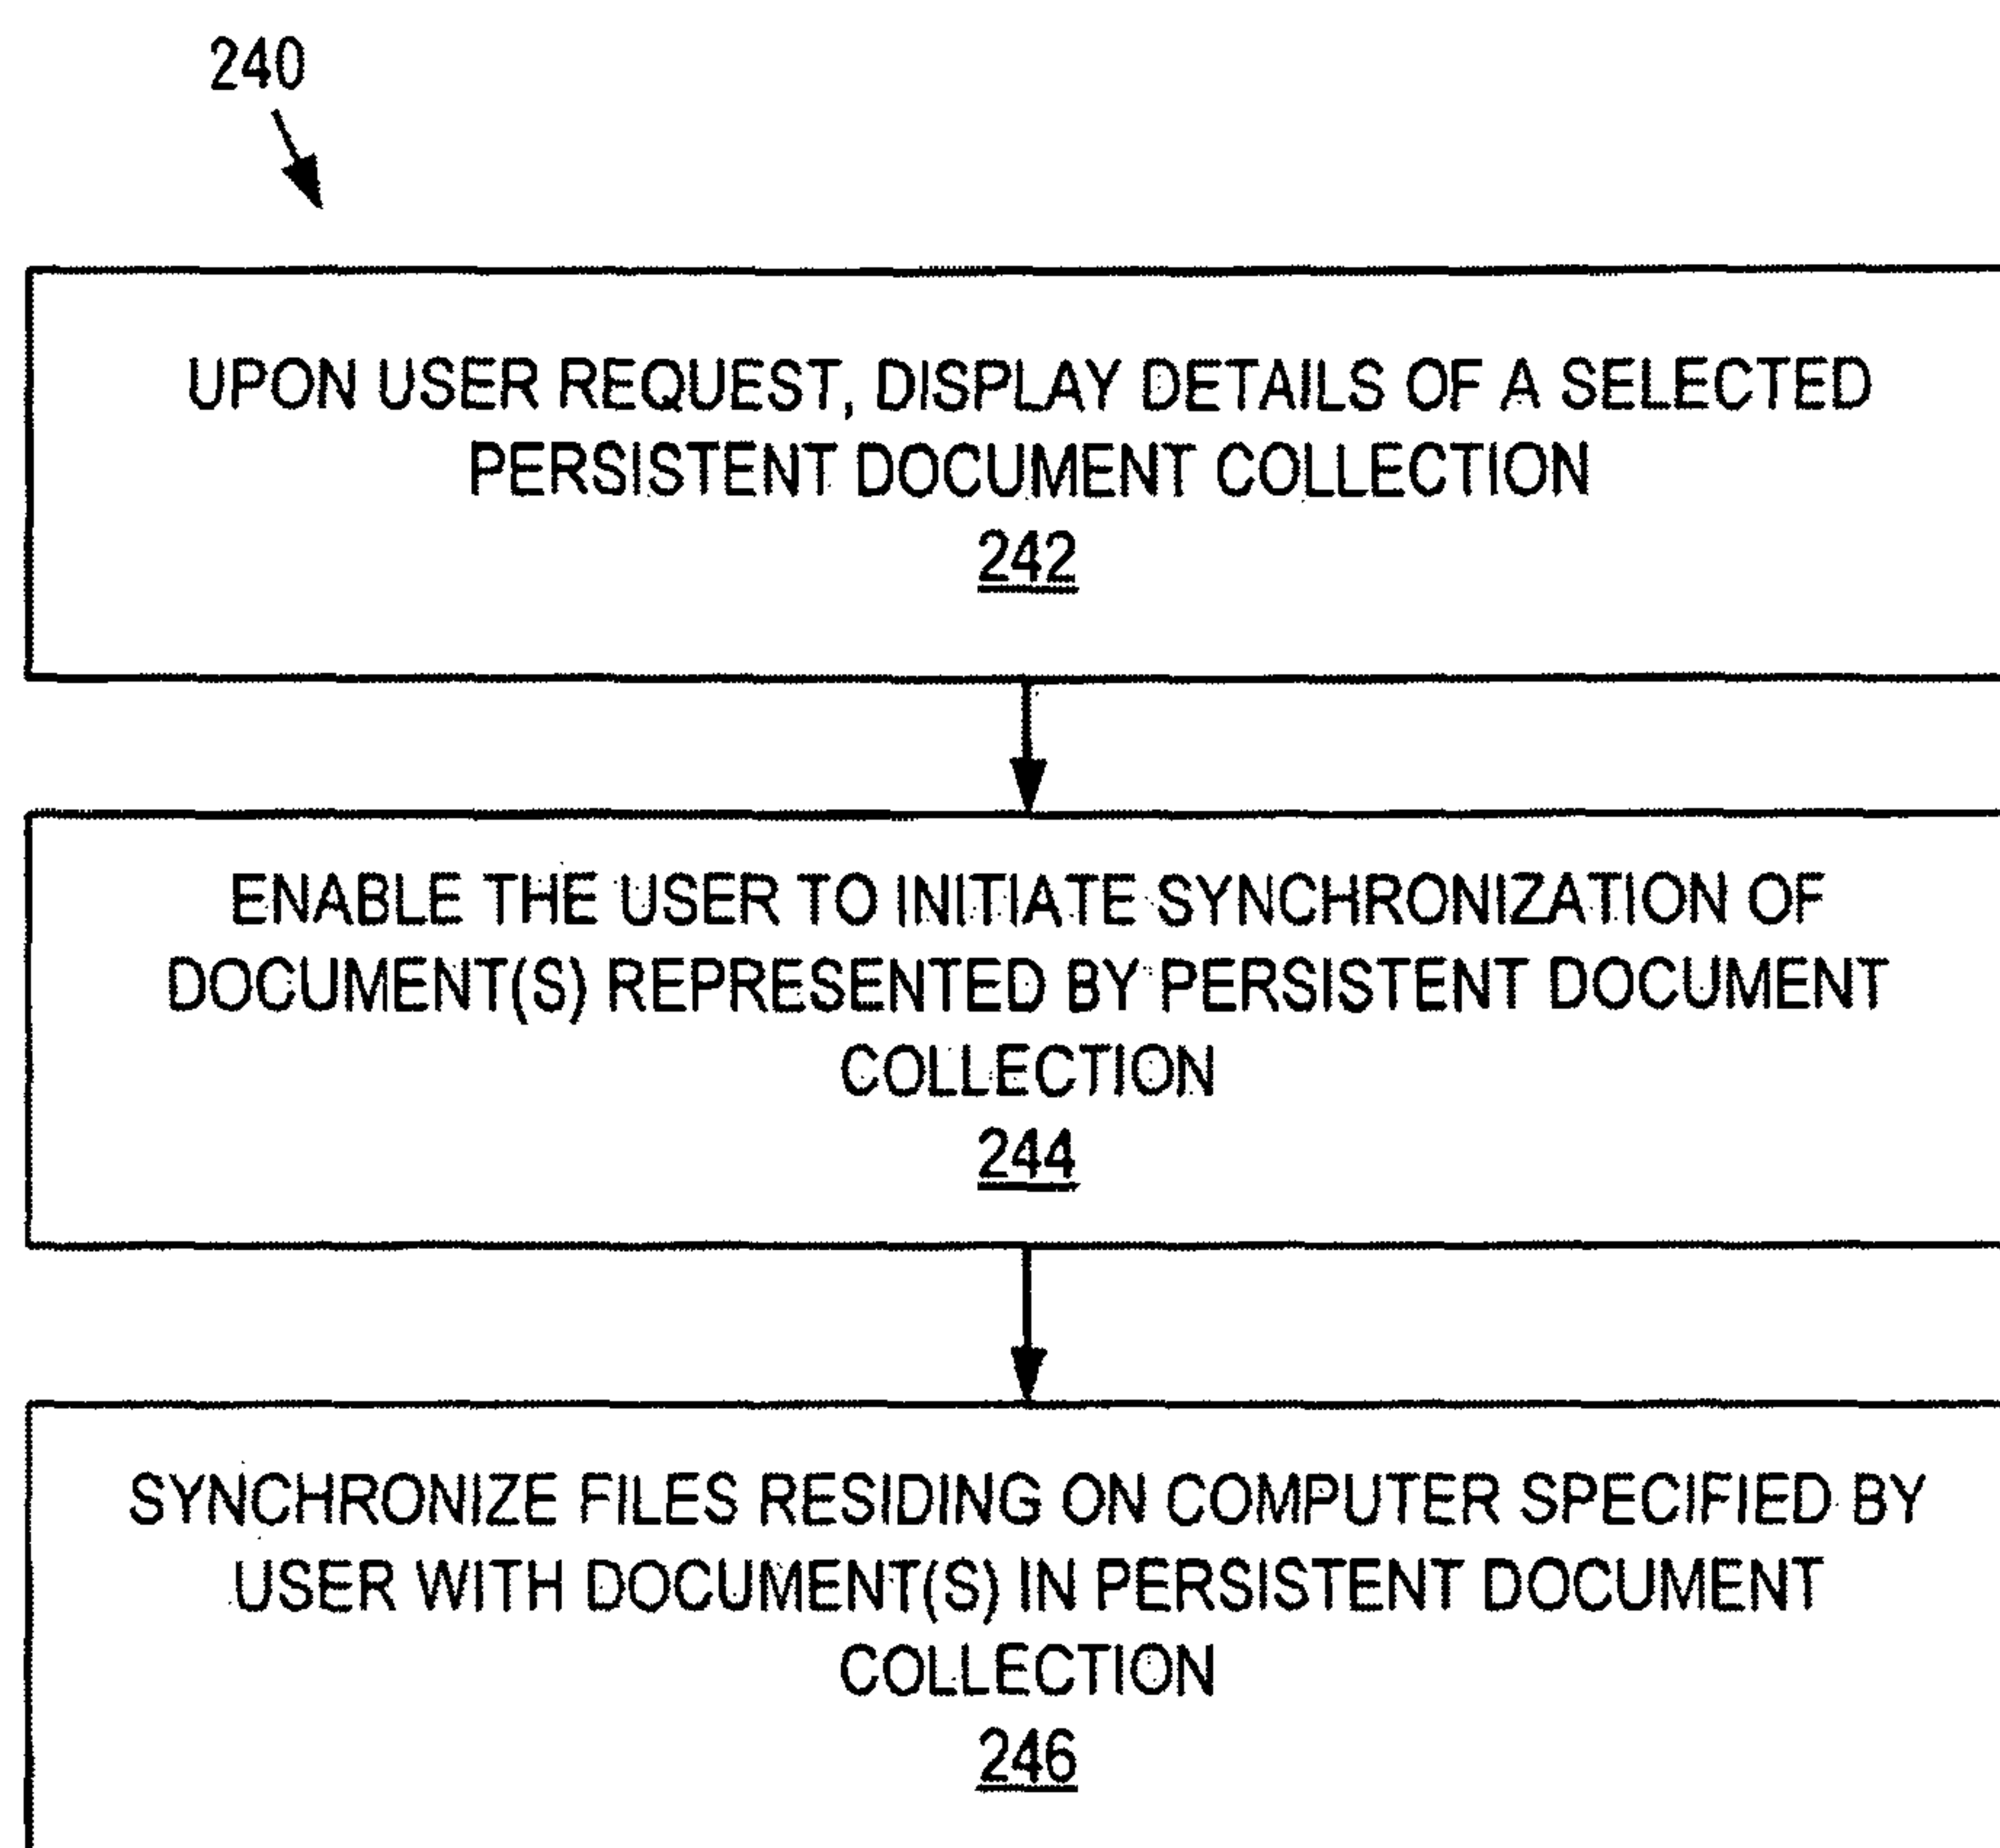 240
UPON USER REQUEST, DISPLAY DETAILS OF A SELECTED
PERSISTENT DOCUMENT COLLECTION
242
ENABLE THE USER TO INITIATE SYNCHRONIZATION OF
DOCUMENT(S) REPRESENTED BY PERSISTENT DOCUMENT
COLLECTION
244
SYNCHRONIZE FILES RESIDING ON COMPUTER SPECIFIED BY
USER WITH DOCUMENT(S) IN PERSISTENT DOCUMENT
COLLECTION
246